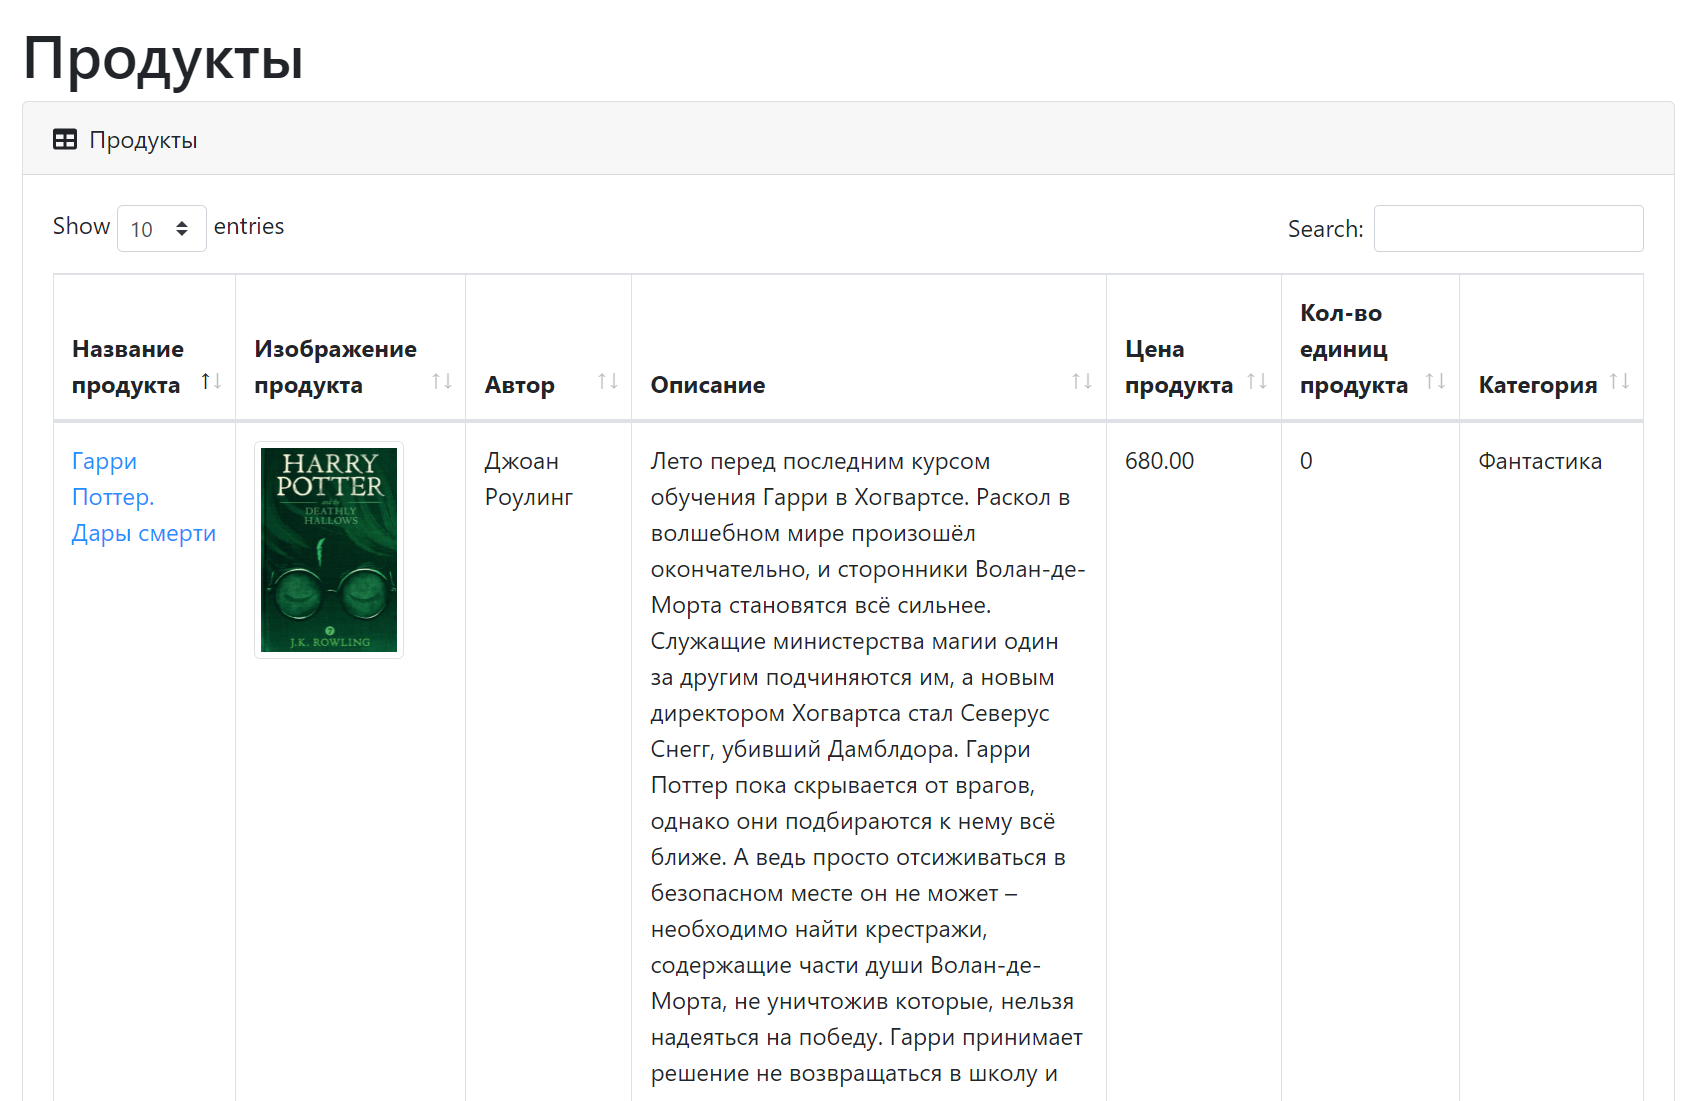 Продукты
Продукты
Show 10 entries
Search:
Название продукта
Изображение продукта
Автор
Описание
Цена продукта
Кол-во единиц продукта
Категория
Гарри
Поттер.
Дары смерти
HARRY
POTTER
and the
DEATHLY
HALLOWS
7
J.K. ROWLING
Джоан
Роулинг
Лето перед последним курсом
обучения Гарри в Хогвартсе. Раскол в
волшебном мире произошёл
окончательно, и сторонники Волан-де-
Морта становятся всё сильнее.
Служащие министерства магии один
за другим подчиняются им, а новым
директором Хогвартса стал Северус
Снегг, убивший Дамблдора. Гарри
Поттер пока скрывается от врагов,
однако они подбираются к нему всё
ближе. А ведь просто отсиживаться в
безопасном месте он не может –
необходимо найти крестражи,
содержащие части души Волан-де-
Морта, не уничтожив которые, нельзя
надеяться на победу. Гарри принимает
решение не возвращаться в школу и
680.00
0
Фантастика